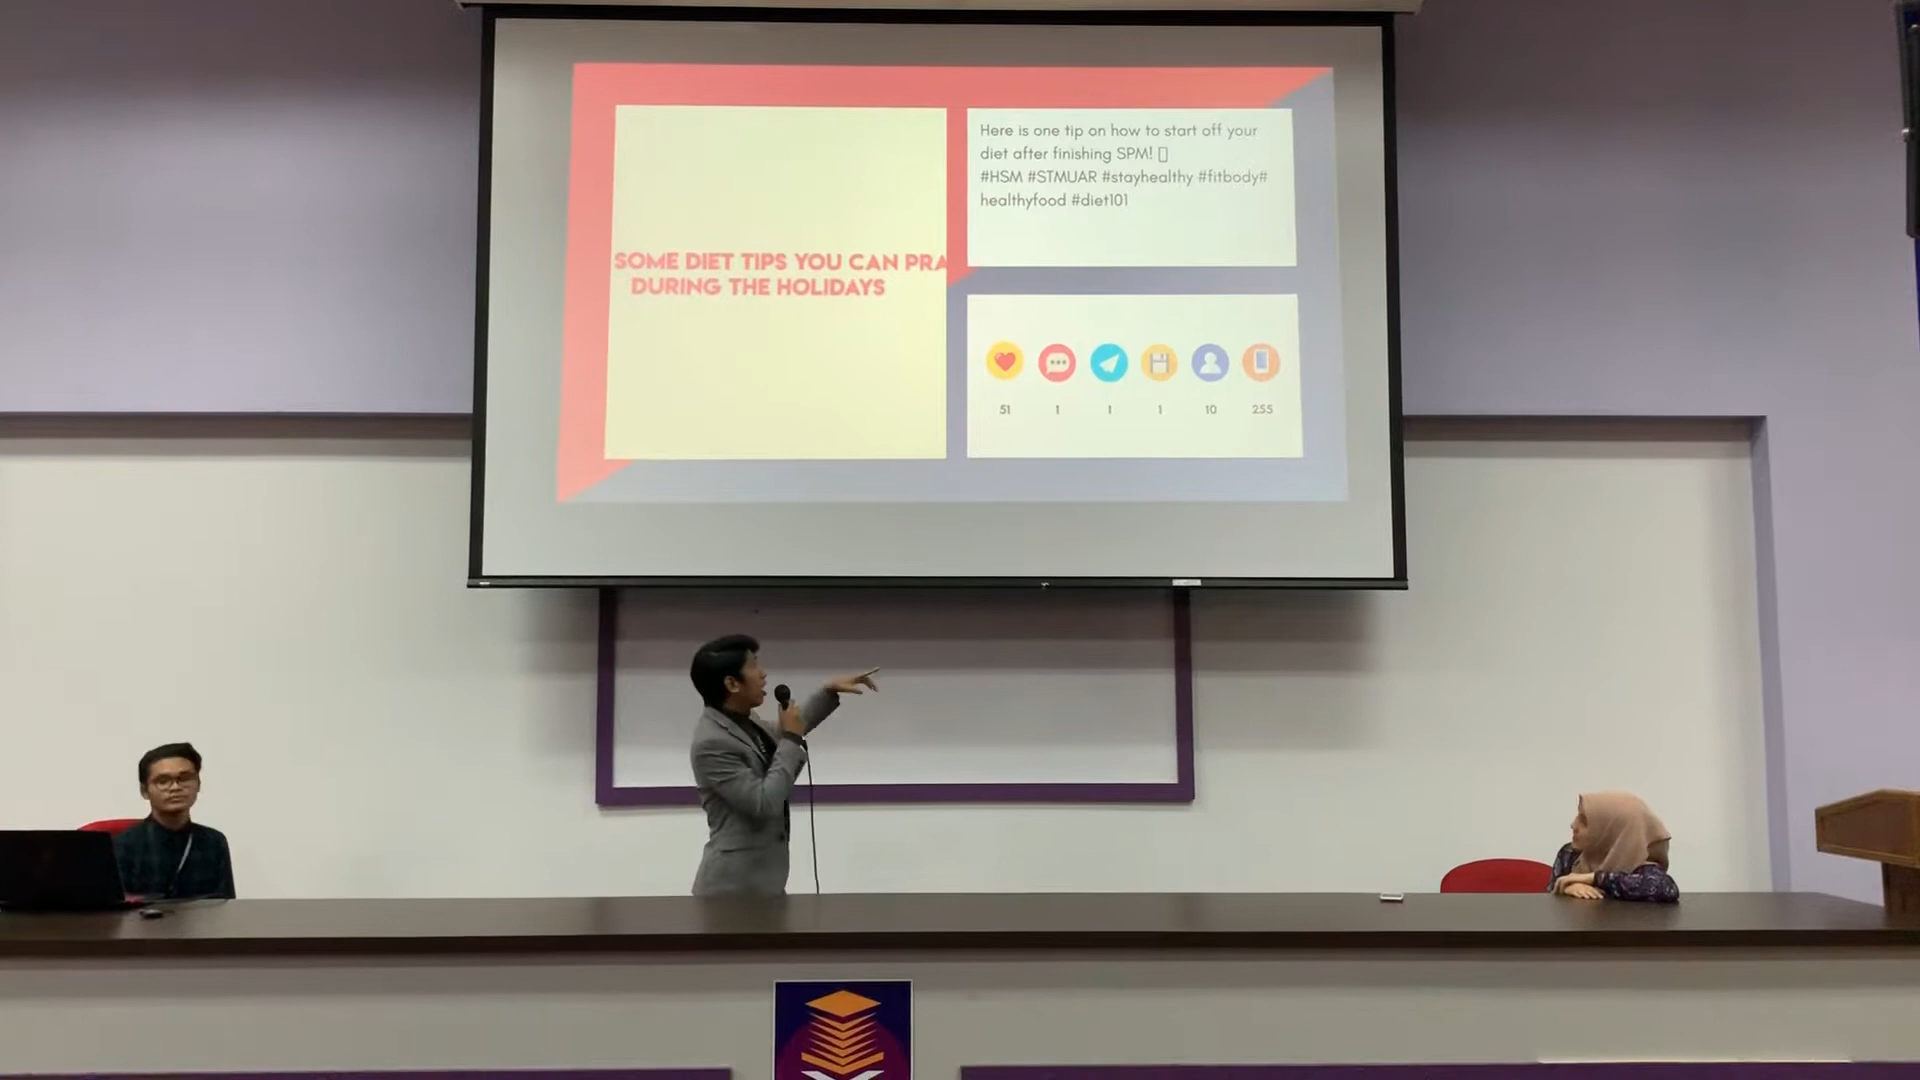 SOME DIET TIPS YOU CAN PRA
DURING THE HOLIDAYS
Here is one tip on how to start off your
diet after finishing SPM!
#HSM #STMUAR #stayhealthy #fitbody#
healthyfood #diet101
51 1 1 1 10 255